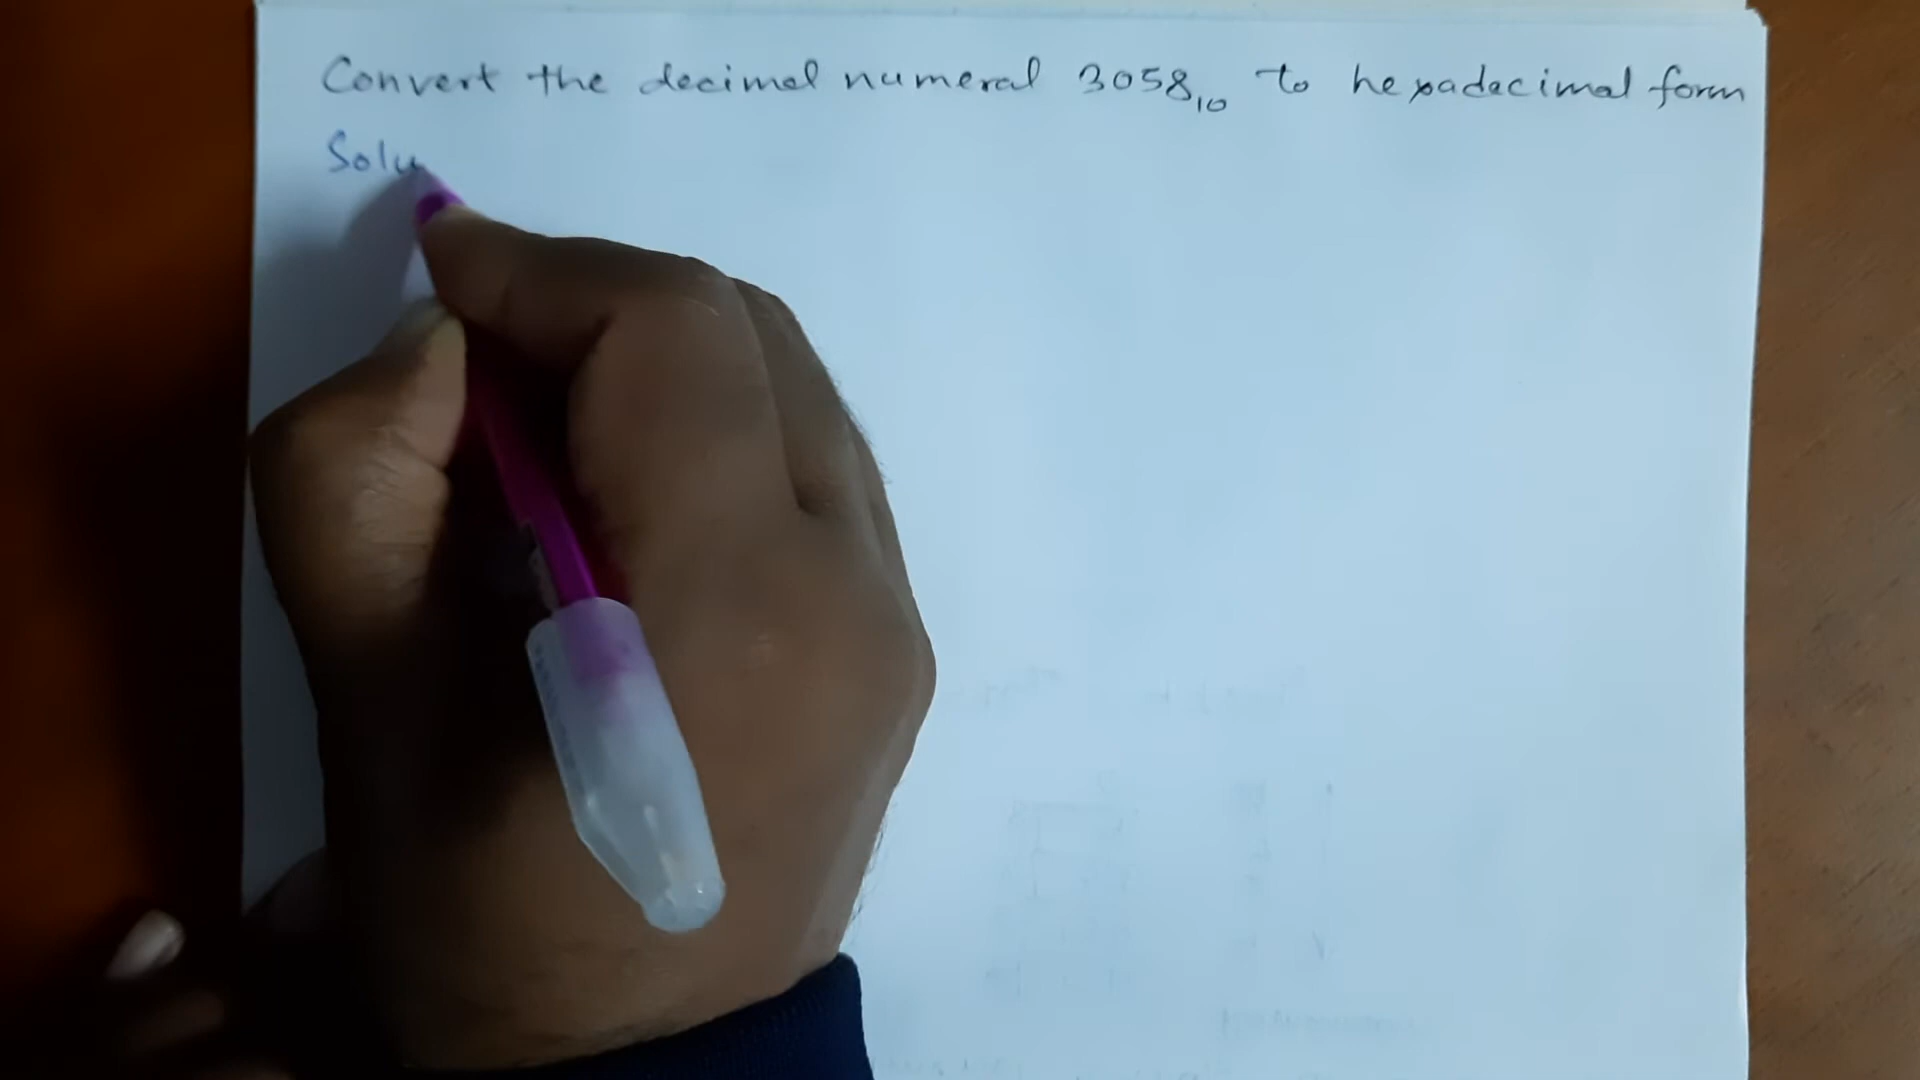 Convert the decimal numeral 3058₁₀ to hexadecimal form
Solu